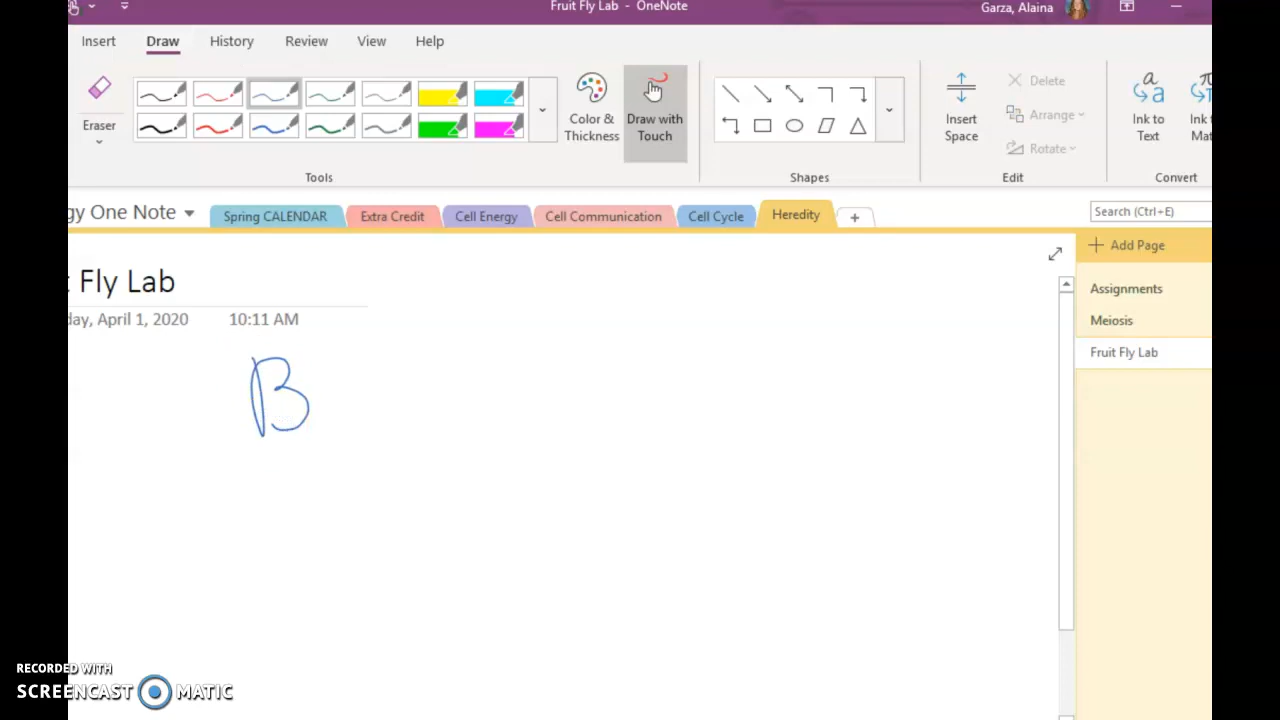 Fruit Fly Lab - OneNote
Garza, Alaina
Insert Draw History Review View Help
Eraser
Color & Thickness
Draw with Touch
Insert Space
Delete
Arrange
Rotate
Ink to Text
Ink
Tools
Shapes
Edit
Convert
gy One Note
Spring CALENDAR
Extra Credit
Cell Energy
Cell Communication
Cell Cycle
Heredity
+
Search (Ctrl+E)
Add Page
Fly Lab
day, April 1, 2020 10:11 AM
Assignments
Meiosis
Fruit Fly Lab
B
RECORDED WITH
SCREENCAST MATIC